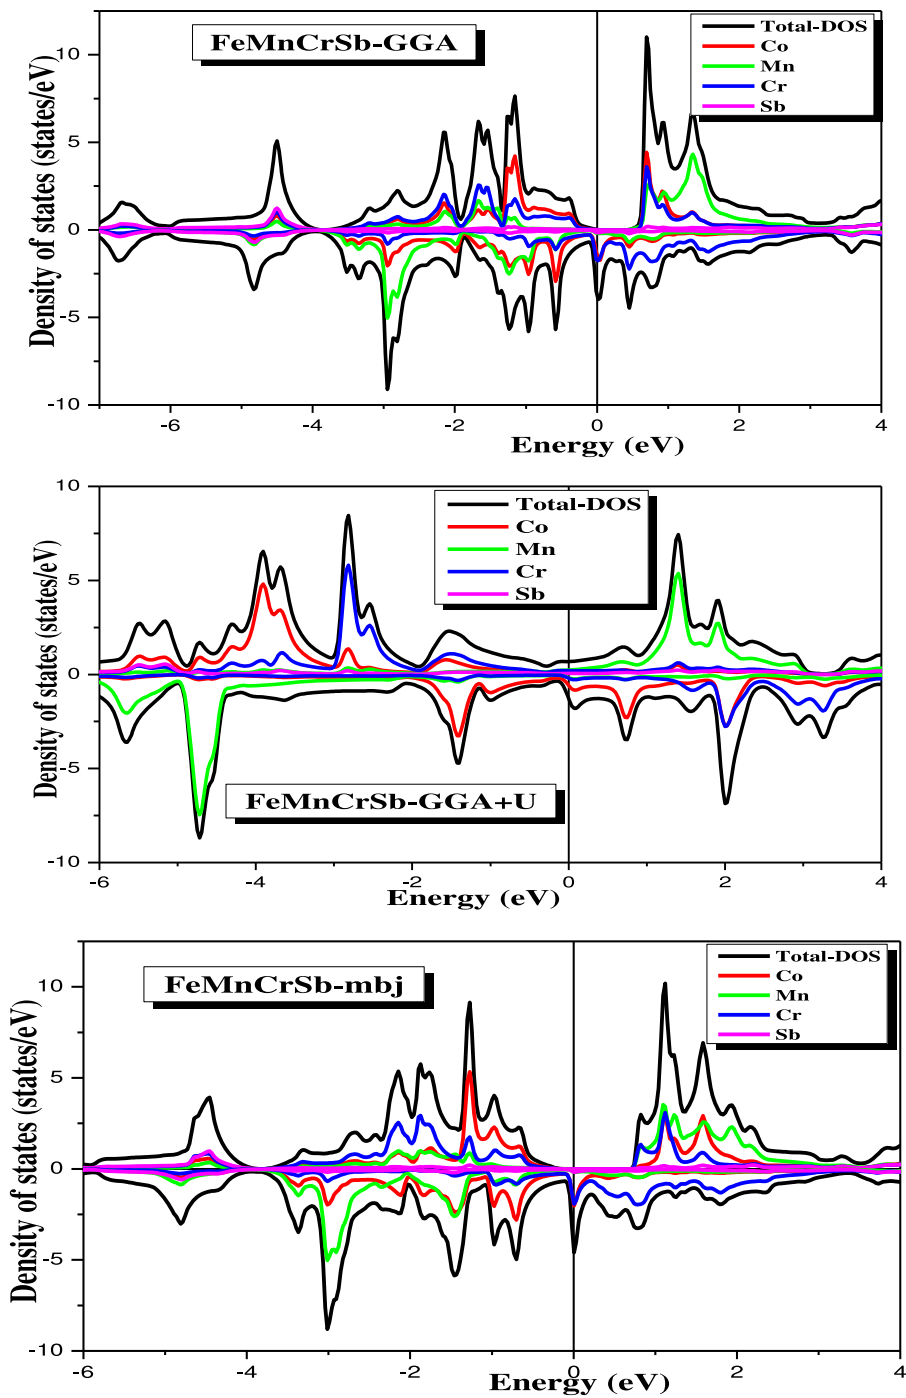 FeMnCrSb-GGA
Total-DOS
Co
Mn
Cr
Sb
Density of states (states/eV)
10
5
0
-5
-10
-6
-4
-2
0
2
4
Energy (eV)
Total-DOS
Co
Mn
Cr
Sb
Density of states (states/eV)
10
5
0
-5
-10
FeMnCrSb-GGA+U
-6
-4
-2
0
2
4
Energy (eV)
FeMnCrSb-mbj
Total-DOS
Co
Mn
Cr
Sb
Density of states (states/eV)
10
5
0
-5
-10
-6
-4
-2
0
2
4
Energy (eV)